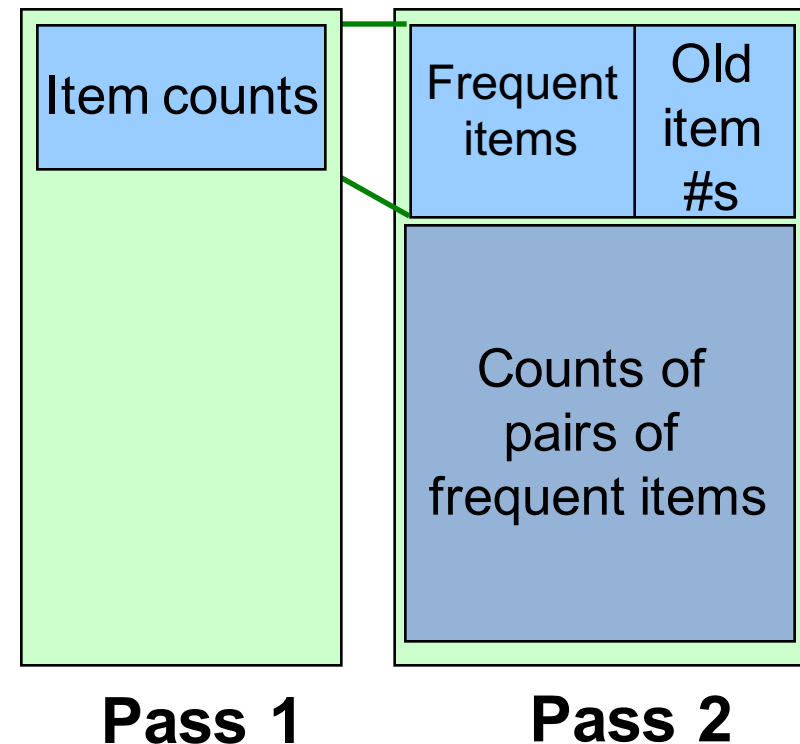 Item counts
Frequent
items
Old
item
#s
Counts of
pairs of
frequent items
Pass 1
Pass 2